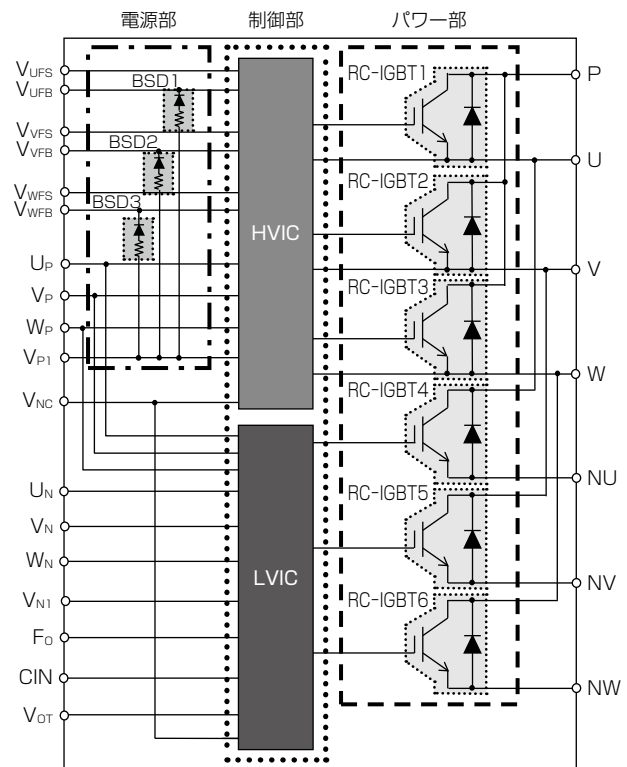 電源部
制御部
パワー部
VUFS
VUFB
VVFS
VVFB
VWFS
VWFB
UP
VP
WP
VP1
VNC
UN
VN
WN
VN1
FO
CIN
VOT
BSD1
BSD2
BSD3
HVIC
LVIC
RC-IGBT1
RC-IGBT2
RC-IGBT3
RC-IGBT4
RC-IGBT5
RC-IGBT6
P
U
V
W
NU
NV
NW